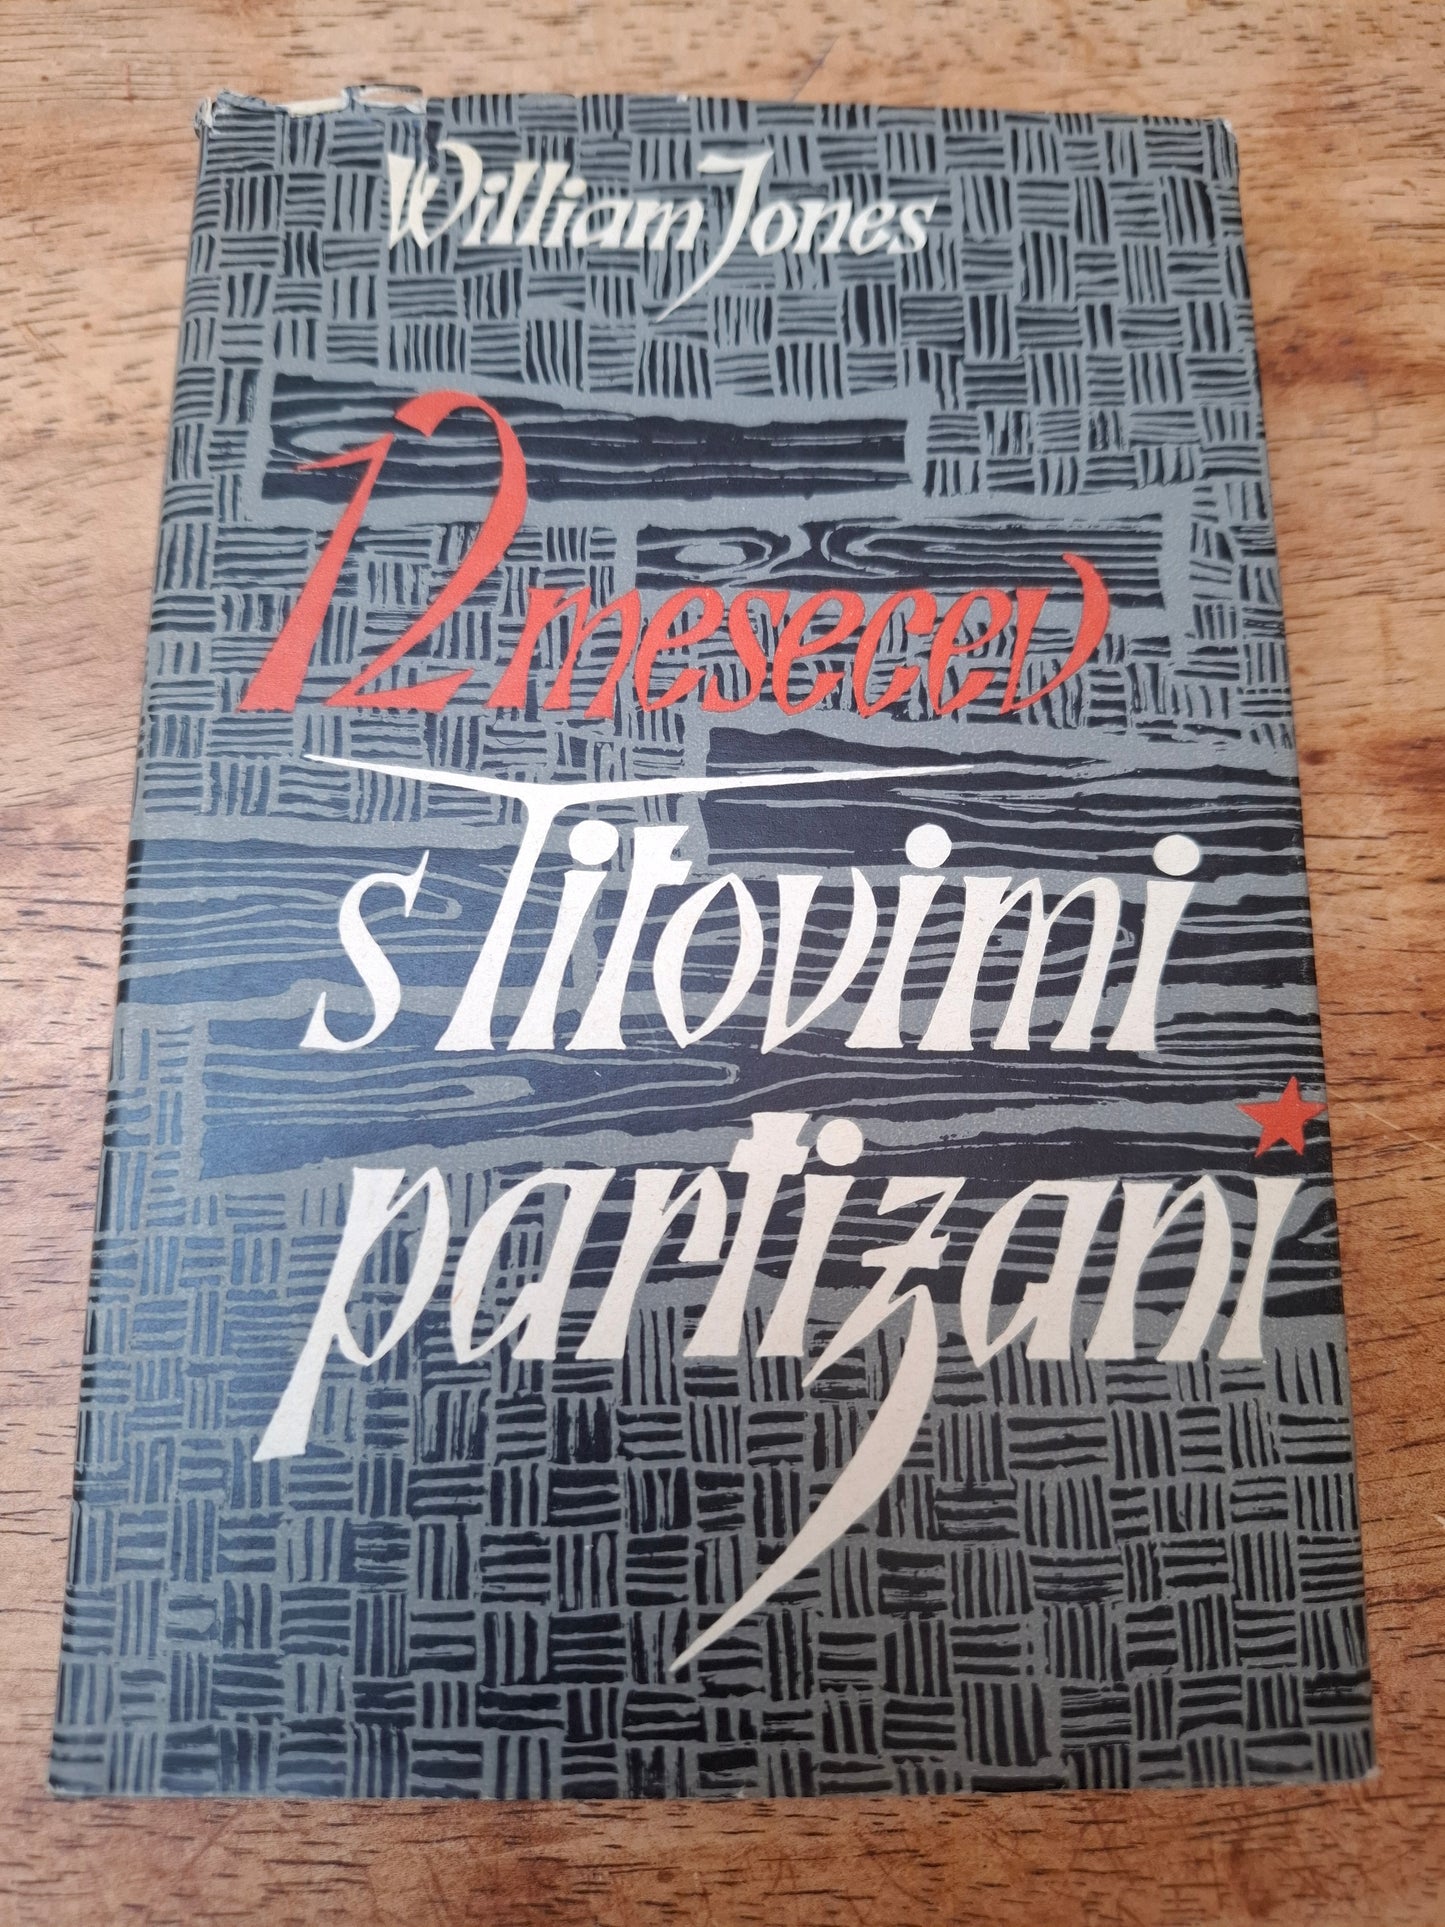 William Jones
12 mesecev
s Titovimi
partizani